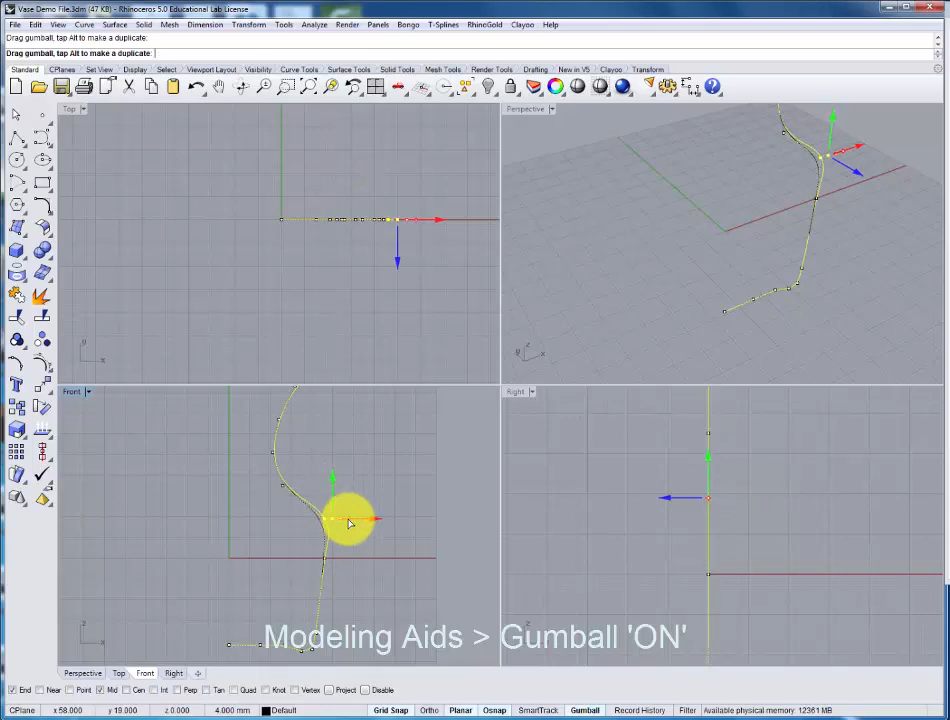 Vase Demo File.3dm (47 KB) - Rhinoceros 5.0 Educational Lab License
File Edit View Curve Surface Solid Mesh Dimension Transform Tools Analyze Render Panels Bongo T-Splines RhinoGold Clayoo Help
Drag gumball, tap Alt to make a duplicate:
Drag gumball, tap Alt to make a duplicate:
Standard CPlanes Set View Display Select Viewport Layout Visibility Curve Tools Surface Tools Solid Tools Mesh Tools Render Tools Drafting New in V5 Clayoo Transform
Top Perspective
y x
z y x
Front Right
z x
z y
Modeling Aids > Gumball 'ON'
Perspective Top Front Right
End Near Point Mid Cen Int Perp Tan Quad Knot Vertex Project Disable
CPlane x 58.000 y 19.000 z 0.000 4.000 mm Default Grid Snap Ortho Planar Osnap SmartTrack Gumball Record History Filter Available physical memory: 12361 MB